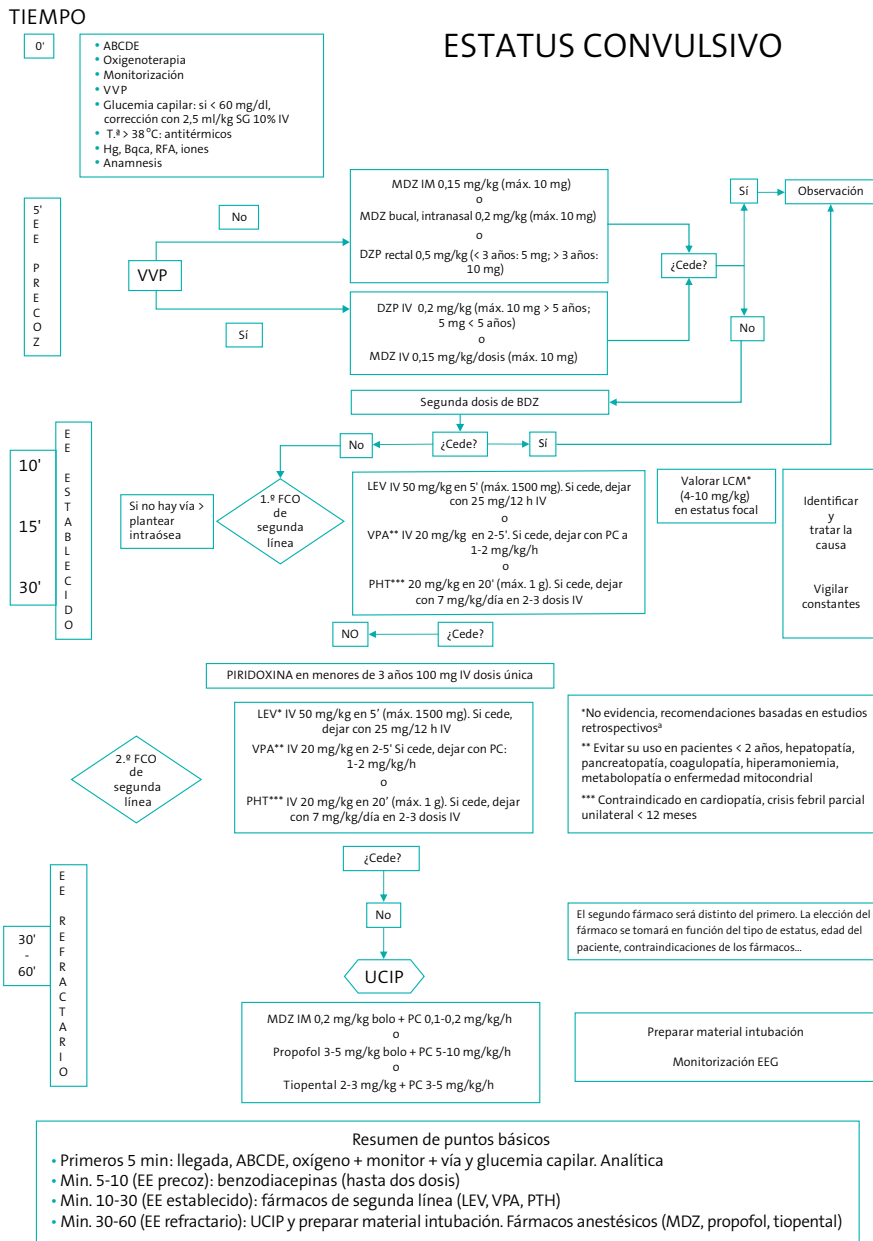 TIEMPO
ESTATUS CONVULSIVO
0'
• ABCDE
• Oxigenoterapia
• Monitorización
• VVP
• Glucemia capilar: si < 60 mg/dl,
corrección con 2,5 ml/kg SG 10% IV
• T.ª > 38 °C: antitérmicos
• Hg, Bqca, RFA, iones
• Anamnesis
5'
E
E
P
R
E
C
O
Z
VVP
No
Sí
MDZ IM 0,15 mg/kg (máx. 10 mg)
o
MDZ bucal, intranasal 0,2 mg/kg (máx. 10 mg)
o
DZP rectal 0,5 mg/kg (< 3 años: 5 mg; > 3 años:
10 mg)
DZP IV 0,2 mg/kg (máx. 10 mg > 5 años;
5 mg < 5 años)
o
MDZ IV 0,15 mg/kg/dosis (máx. 10 mg)
¿Cede?
Sí
Observación
No
Segunda dosis de BDZ
No
¿Cede?
Sí
10'
15'
30'
E
E
E
S
T
A
B
L
E
C
I
D
O
Si no hay vía >
plantear
intraósea
1.º FCO
de
segunda
línea
LEV IV 50 mg/kg en 5' (máx. 1500 mg). Si cede, dejar con
25 mg/12 h IV
o
VPA** IV 20 mg/kg en 2-5'. Si cede, dejar con PC a
1-2 mg/kg/h
o
PHT*** 20 mg/kg en 20' (máx. 1 g). Si cede, dejar
con 7 mg/kg/día en 2-3 dosis IV
Valorar LCM*
(4-10 mg/kg)
en estatus focal
Identificar
y
tratar la
causa
Vigilar
constantes
NO
¿Cede?
PIRIDOXINA en menores de 3 años 100 mg IV dosis única
2.º FCO
de
segunda
línea
LEV* IV 50 mg/kg en 5' (máx. 1500 mg). Si cede,
dejar con 25 mg/12 h IV
VPA** IV 20 mg/kg en 2-5' Si cede, dejar con PC:
1-2 mg/kg/h
o
PHT*** IV 20 mg/kg en 20' (máx. 1 g). Si cede, dejar
con 7 mg/kg/día en 2-3 dosis IV
*No evidencia, recomendaciones basadas en estudios
retrospectivosª
** Evitar su uso en pacientes < 2 años, hepatopatía,
pancreatopatía, coagulopatía, hiperamoniemia,
metabolopatía o enfermedad mitocondrial
*** Contraindicado en cardiopatía, crisis febril parcial
unilateral < 12 meses
¿Cede?
No
UCIP
30'
-
60'
E
E
R
E
F
R
A
C
T
A
R
I
O
El segundo fármaco será distinto del primero. La elección del
fármaco se tomará en función del tipo de estatus, edad del
paciente, contraindicaciones de los fármacos...
MDZ IM 0,2 mg/kg bolo + PC 0,1-0,2 mg/kg/h
o
Propofol 3-5 mg/kg bolo + PC 5-10 mg/kg/h
o
Tiopental 2-3 mg/kg + PC 3-5 mg/kg/h
Preparar material intubación
Monitorización EEG
Resumen de puntos básicos
• Primeros 5 min: llegada, ABCDE, oxígeno + monitor + vía y glucemia capilar. Analítica
• Min. 5-10 (EE precoz): benzodiacepinas (hasta dos dosis)
• Min. 10-30 (EE establecido): fármacos de segunda línea (LEV, VPA, PTH)
• Min. 30-60 (EE refractario): UCIP y preparar material intubación. Fármacos anestésicos (MDZ, propofol, tiopental)